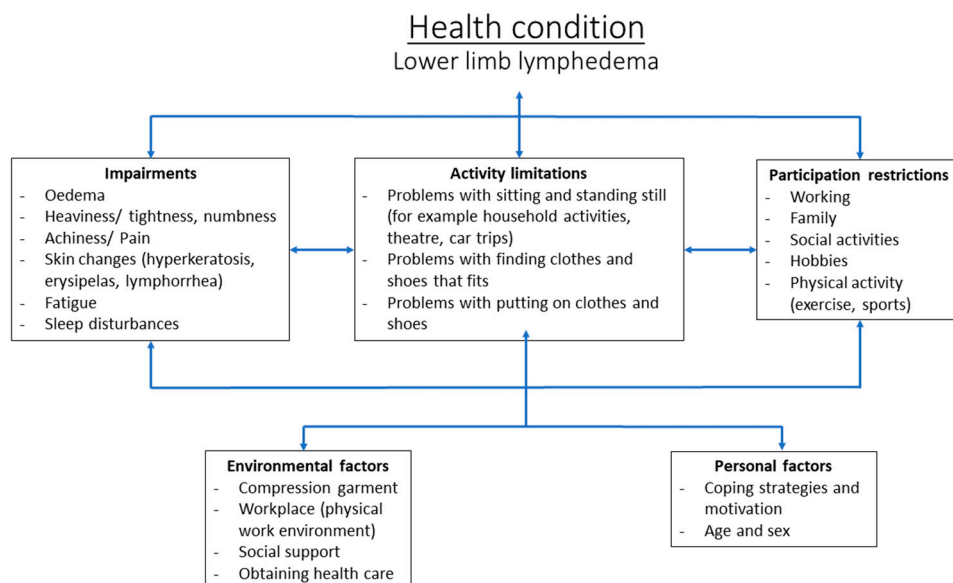 Health condition
Lower limb lymphedema
Impairments
- Oedema
- Heaviness/ tightness, numbness
- Achiness/ Pain
- Skin changes (hyperkeratosis,
erysipelas, lymphorrhea)
- Fatigue
- Sleep disturbances
Activity limitations
- Problems with sitting and standing still
(for example household activities,
theatre, car trips)
- Problems with finding clothes and
shoes that fits
- Problems with putting on clothes and
shoes
Participation restrictions
- Working
- Family
- Social activities
- Hobbies
- Physical activity
(exercise, sports)
Environmental factors
- Compression garment
- Workplace (physical
work environment)
- Social support
- Obtaining health care
Personal factors
- Coping strategies and
motivation
- Age and sex